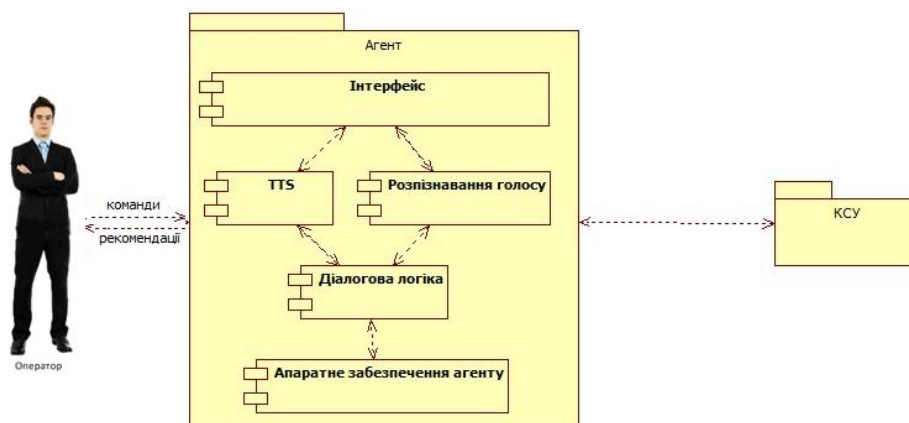 Агент
Інтерфейс
TTS
Розпізнавання голосу
команди
рекомендації
КСУ
Діалогова логіка
Апаратне забезпечення агенту
Оператор